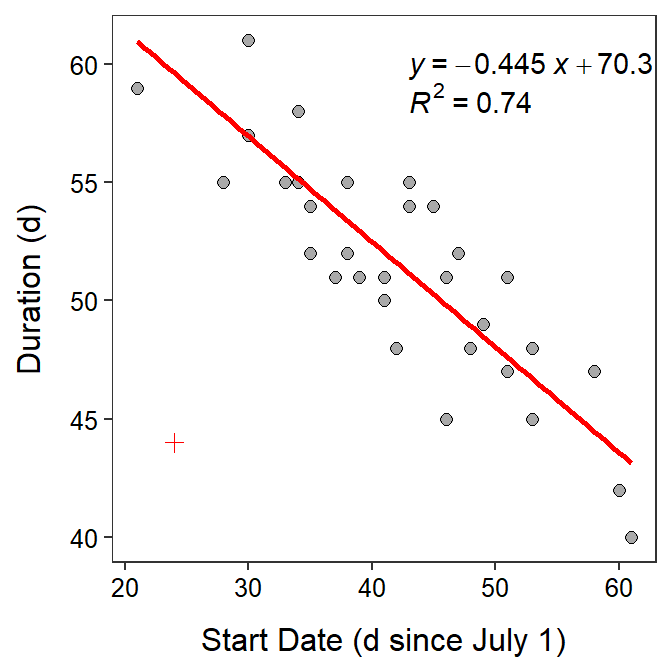 y = −0.445 x + 70.3
R² = 0.74
60
55
50
45
40
Duration (d)
20 30 40 50 60
Start Date (d since July 1)